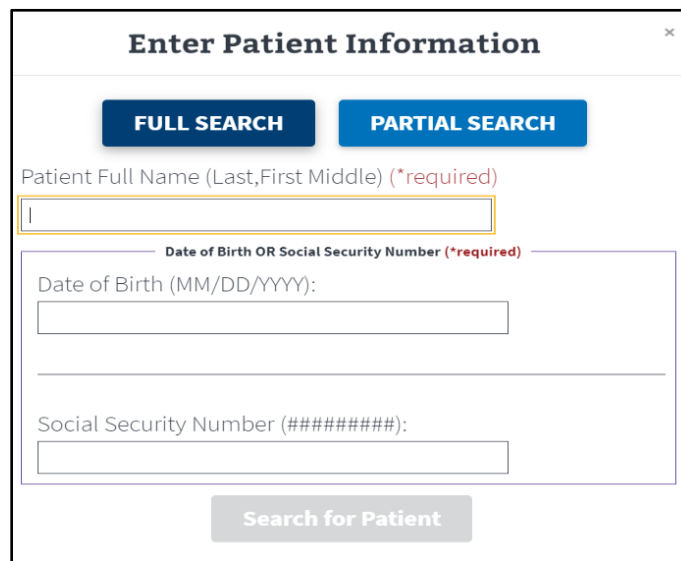 Enter Patient Information
×
FULL SEARCH
PARTIAL SEARCH
Patient Full Name (Last,First Middle) (*required)
Date of Birth OR Social Security Number (*required)
Date of Birth (MM/DD/YYYY):
Social Security Number (#########):
Search for Patient